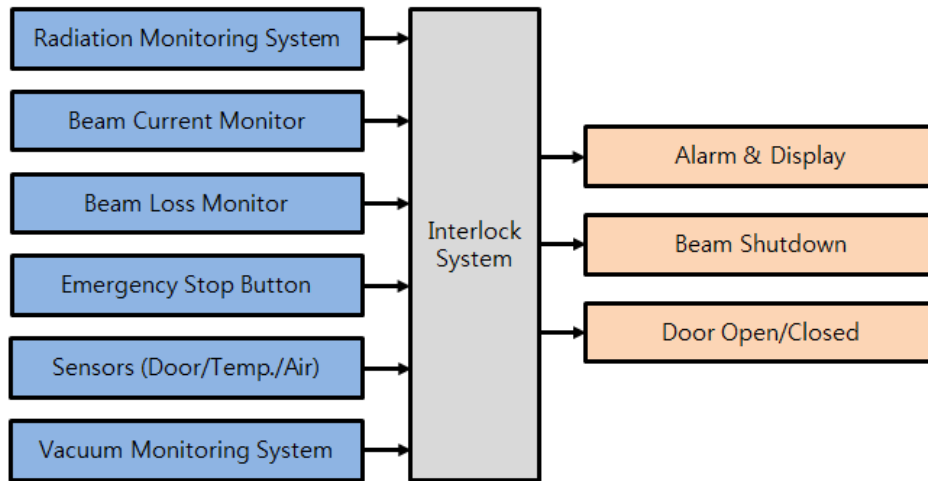 Radiation Monitoring System
Beam Current Monitor
Beam Loss Monitor
Emergency Stop Button
Sensors (Door/Temp./Air)
Vacuum Monitoring System
Interlock
System
Alarm & Display
Beam Shutdown
Door Open/Closed